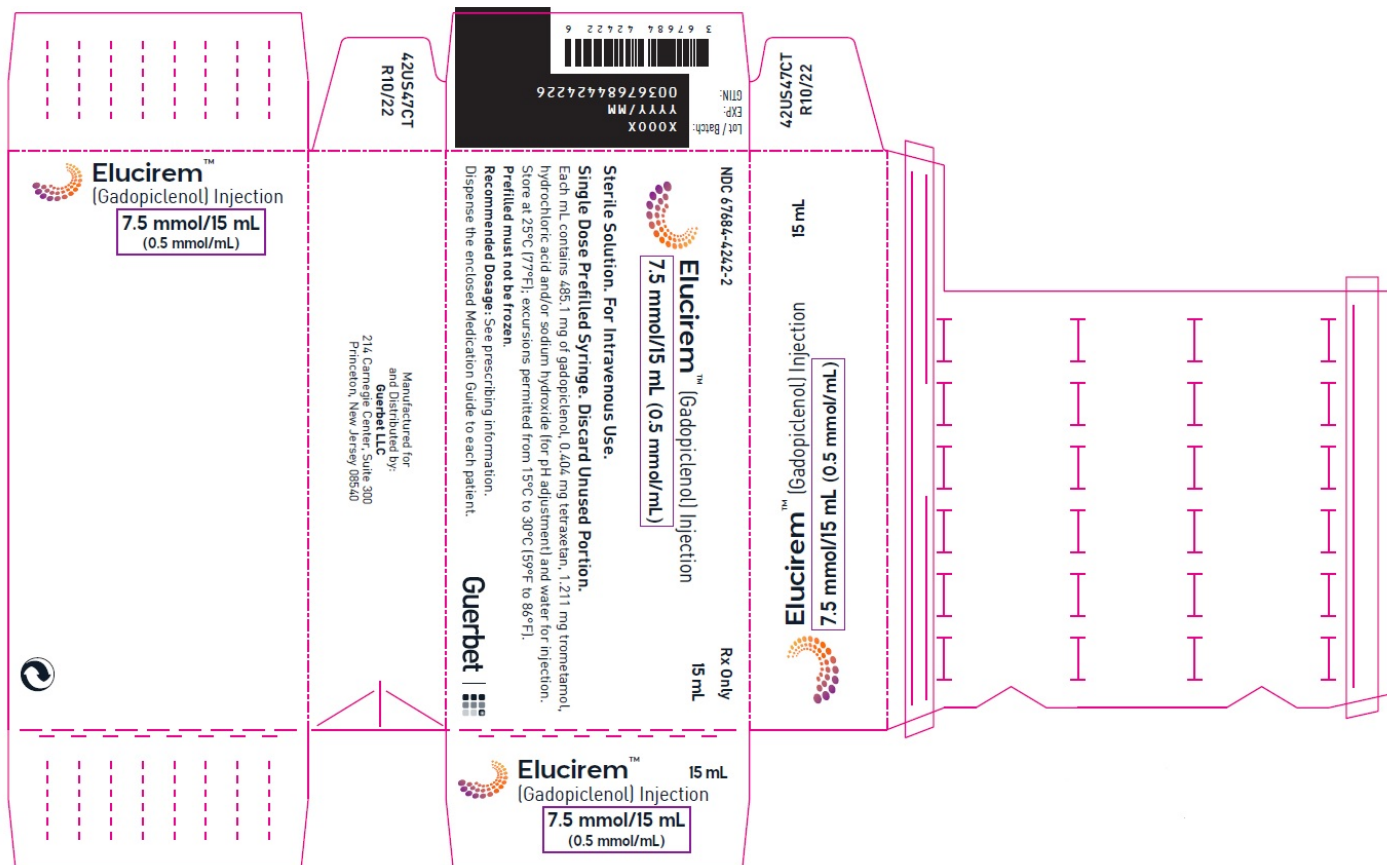 Elucirem™
(Gadopiclenol) Injection
7.5 mmol/15 mL
(0.5 mmol/mL)
42US47CT
R10/22
Manufactured for
and Distributed by:
Guerbet LLC
214 Carnegie Center, Suite 300
Princeton, New Jersey 08540
3 67684 42422 6
GTIN: 00367684424226
EXP: YYYY/MM
Lot / Batch: X000X
NDC 67684-4242-2
Rx Only
Elucirem™ (Gadopiclenol) Injection
15 mL
7.5 mmol/15 mL (0.5 mmol/mL)
Sterile Solution. For Intravenous Use.
Single Dose Prefilled Syringe. Discard Unused Portion.
Each mL contains 485.1 mg of gadopiclenol, 0.404 mg tetraxetan, 1.211 mg trometamol,
hydrochloric acid and/or sodium hydroxide (for pH adjustment) and water for injection.
Store at 25°C (77°F); excursions permitted from 15°C to 30°C (59°F to 86°F).
Prefilled must not be frozen.
Recommended Dosage: See prescribing information.
Dispense the enclosed Medication Guide to each patient.
Guerbet
Elucirem™
15 mL
(Gadopiclenol) Injection
7.5 mmol/15 mL
(0.5 mmol/mL)
42US47CT
R10/22
15 mL
Elucirem™ (Gadopiclenol) Injection
7.5 mmol/15 mL (0.5 mmol/mL)